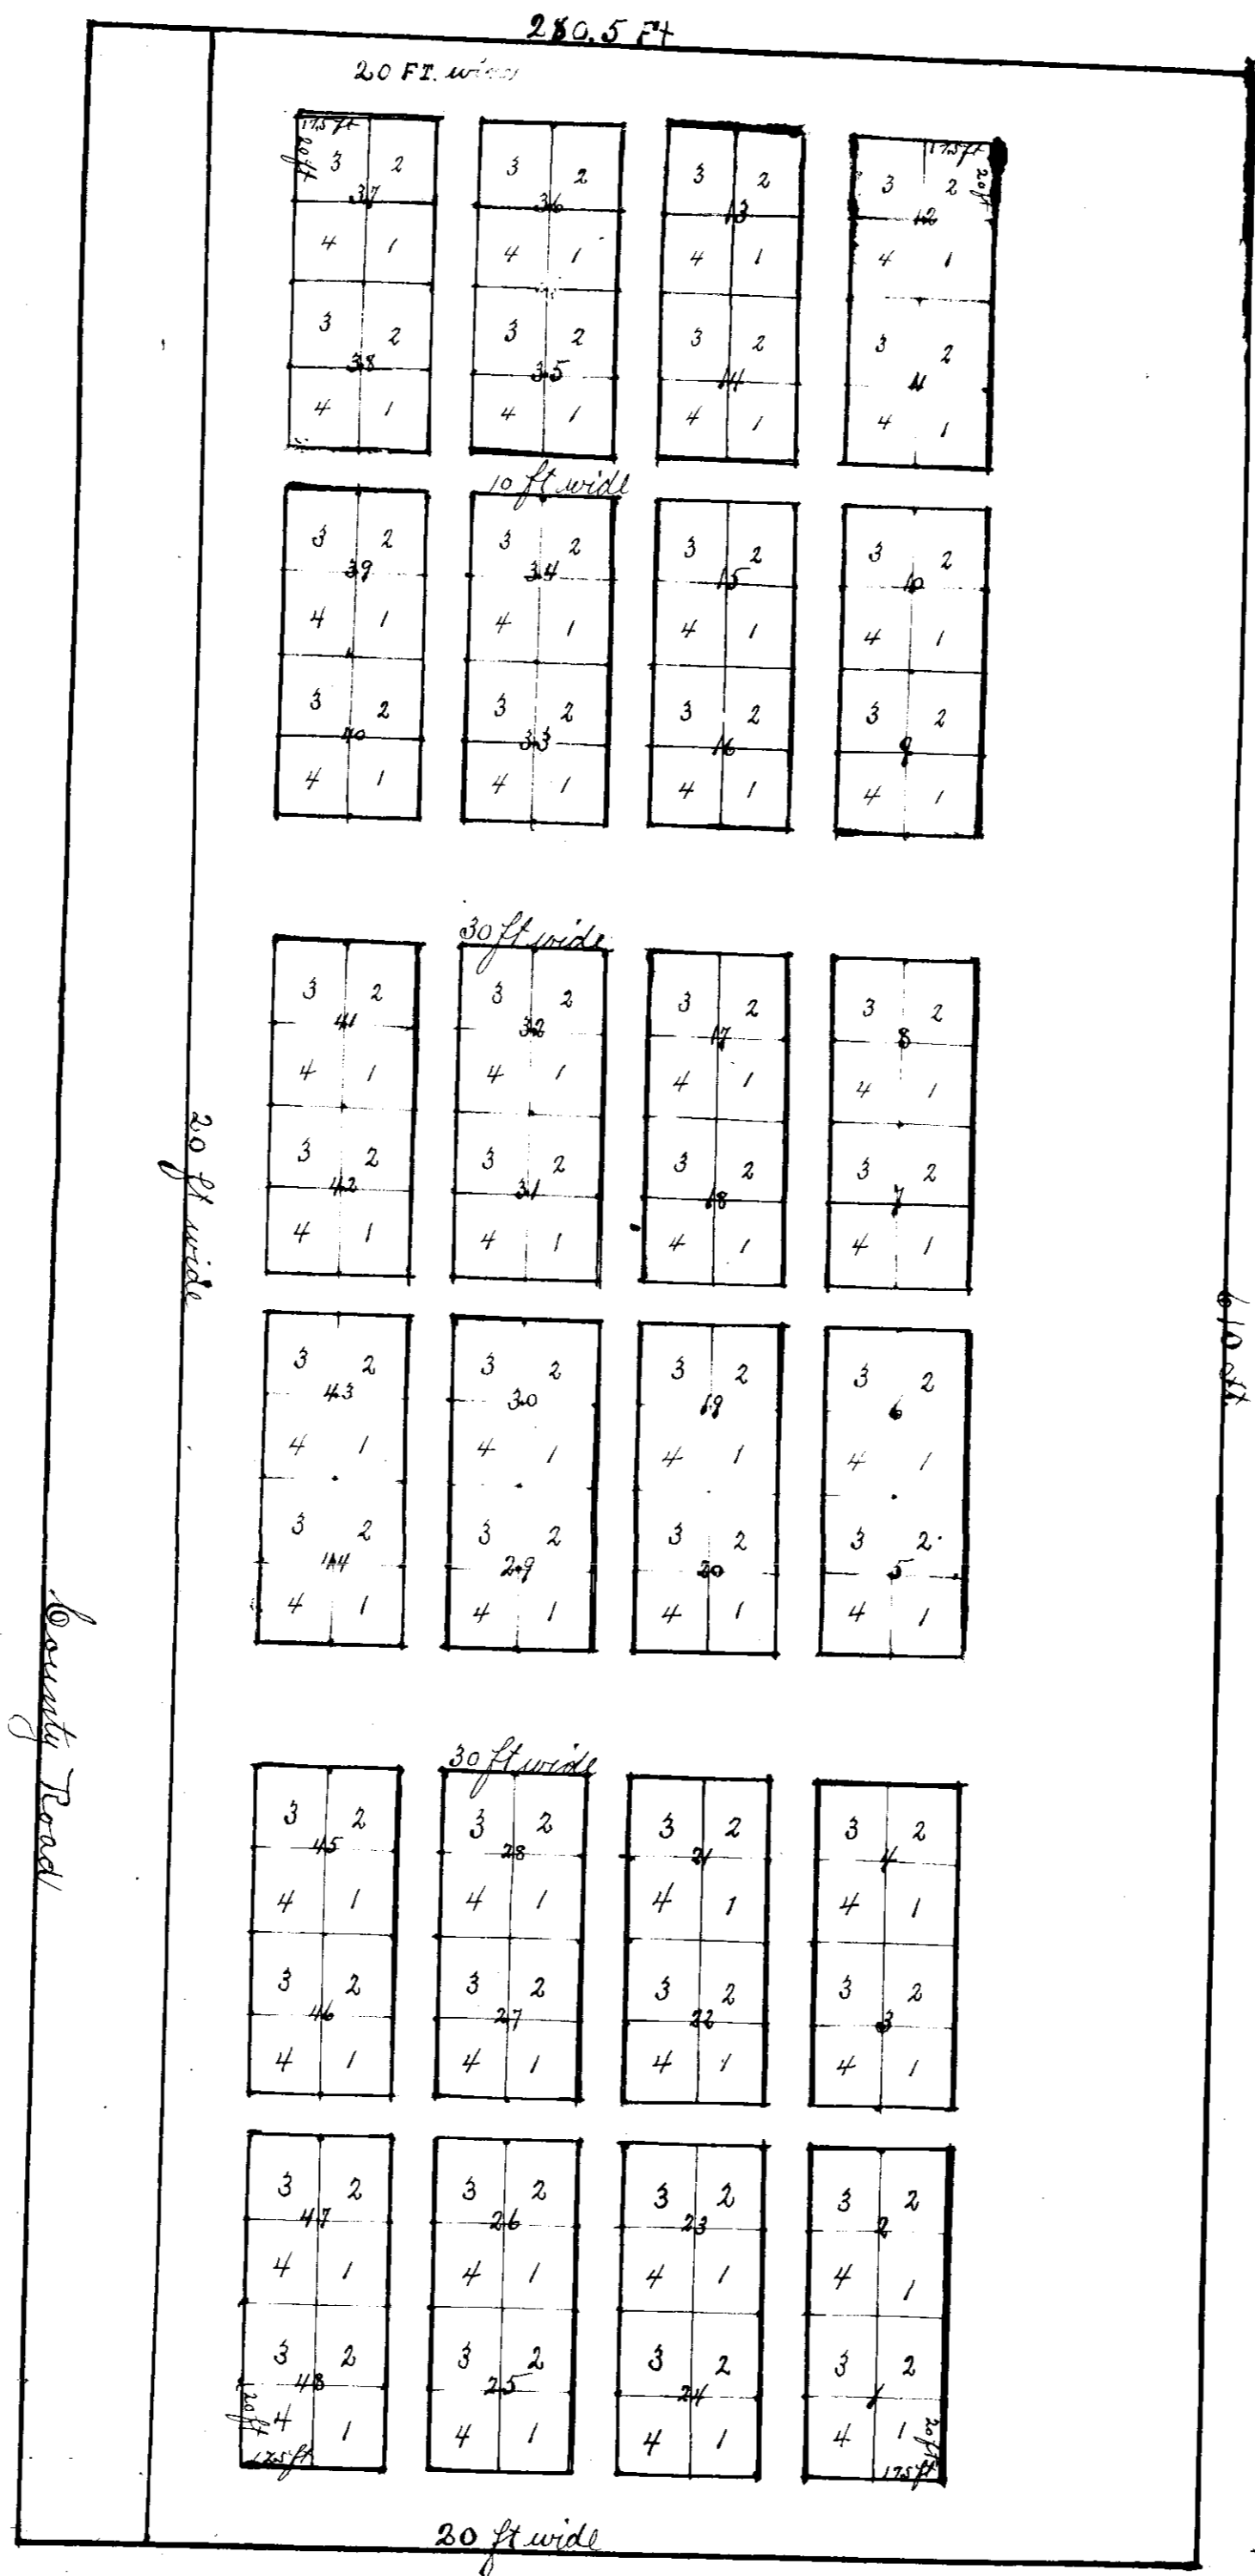 280.5 Ft
20 FT. wide
17.5 ft 17.5 ft
20 ft 20 ft
3 2 3 2 3 2 3 2
37 36 13 12
4 1 4 1 4 1 4 1
3 2 3 2 3 2 3 2
38 35 14 11
4 1 4 1 4 1 4 1
10 ft wide
3 2 3 2 3 2 3 2
39 34 15 10
4 1 4 1 4 1 4 1
3 2 3 2 3 2 3 2
40 33 16 9
4 1 4 1 4 1 4 1
30 ft wide
3 2 3 2 3 2 3 2
41 32 17 8
4 1 4 1 4 1 4 1
3 2 3 2 3 2 3 2
42 31 18 7
4 1 4 1 4 1 4 1
20 ft wide
610 ft
3 2 3 2 3 2 3 2
43 30 19 6
4 1 4 1 4 1 4 1
3 2 3 2 3 2 3 2
44 29 20 5
4 1 4 1 4 1 4 1
County Road
30 ft wide
3 2 3 2 3 2 3 2
45 28 21 4
4 1 4 1 4 1 4 1
3 2 3 2 3 2 3 2
46 27 22 3
4 1 4 1 4 1 4 1
3 2 3 2 3 2 3 2
47 26 23 2
4 1 4 1 4 1 4 1
3 2 3 2 3 2 3 2
48 25 24 1
4 1 4 1 4 1 4 1
20 ft 20 ft
17.5 ft 17.5 ft
20 ft wide